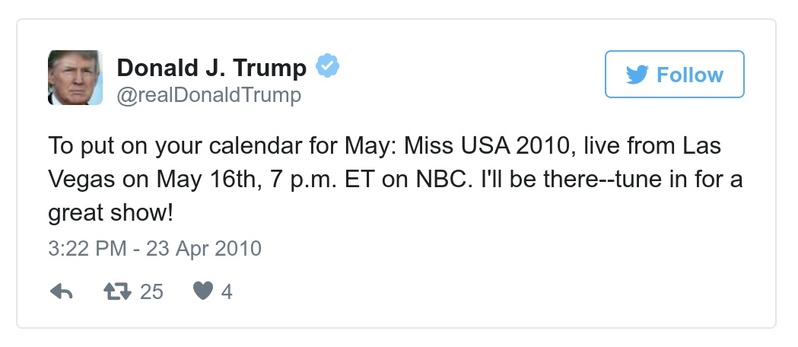 Donald J. Trump
@realDonaldTrump
Follow
To put on your calendar for May: Miss USA 2010, live from Las
Vegas on May 16th, 7 p.m. ET on NBC. I'll be there--tune in for a
great show!
3:22 PM - 23 Apr 2010
25 4